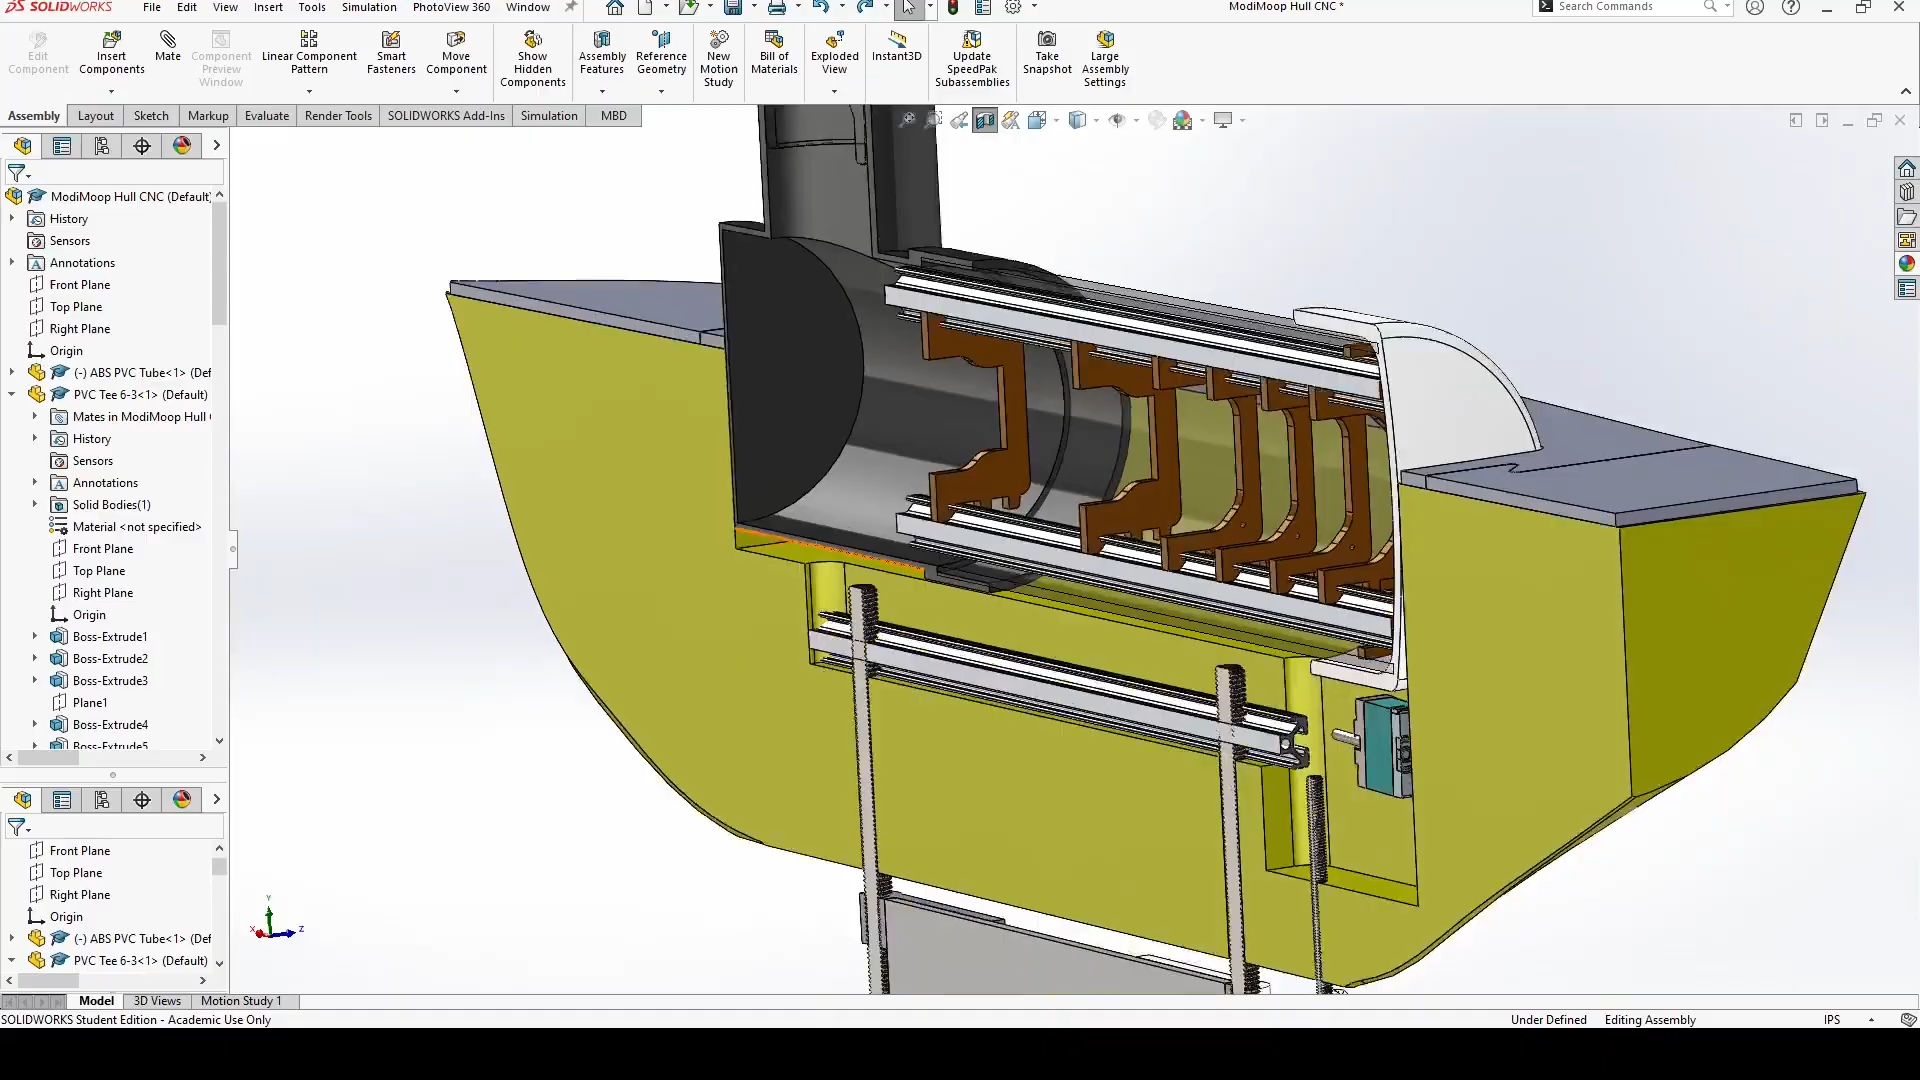 SOLIDWORKS File Edit View Insert Tools Simulation PhotoView 360 Window ModiMoop Hull CNC * Search Commands
Edit Component
Insert Components
Mate
Component Preview Window
Linear Component Pattern
Smart Fasteners
Move Component
Show Hidden Components
Assembly Features
Reference Geometry
New Motion Study
Bill of Materials
Exploded View
Instant3D
Update SpeedPak Subassemblies
Take Snapshot
Large Assembly Settings
Assembly Layout Sketch Markup Evaluate Render Tools SOLIDWORKS Add-Ins Simulation MBD
ModiMoop Hull CNC (Default)
History
Sensors
Annotations
Front Plane
Top Plane
Right Plane
Origin
(-) ABS PVC Tube<1> (Def
PVC Tee 6-3<1> (Default)
Mates in ModiMoop Hull
History
Sensors
Annotations
Solid Bodies(1)
Material <not specified>
Front Plane
Top Plane
Right Plane
Origin
Boss-Extrude1
Boss-Extrude2
Boss-Extrude3
Plane1
Boss-Extrude4
Boss-Extrude5
Front Plane
Top Plane
Right Plane
Origin
(-) ABS PVC Tube<1> (Def
PVC Tee 6-3<1> (Default)
Y
X Z
Model 3D Views Motion Study 1
SOLIDWORKS Student Edition - Academic Use Only Under Defined Editing Assembly IPS